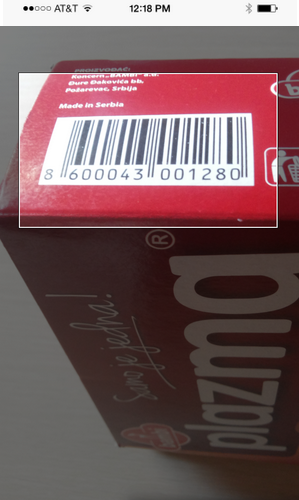 AT&T 12:18 PM
PROIZVOĐAČ:
Koncern „BAMBI" a.d.
Đure Đakovića bb.
Požarevac, Srbija
Made in Serbia
8 600043 001280
®
Samo je jedna!
plazma